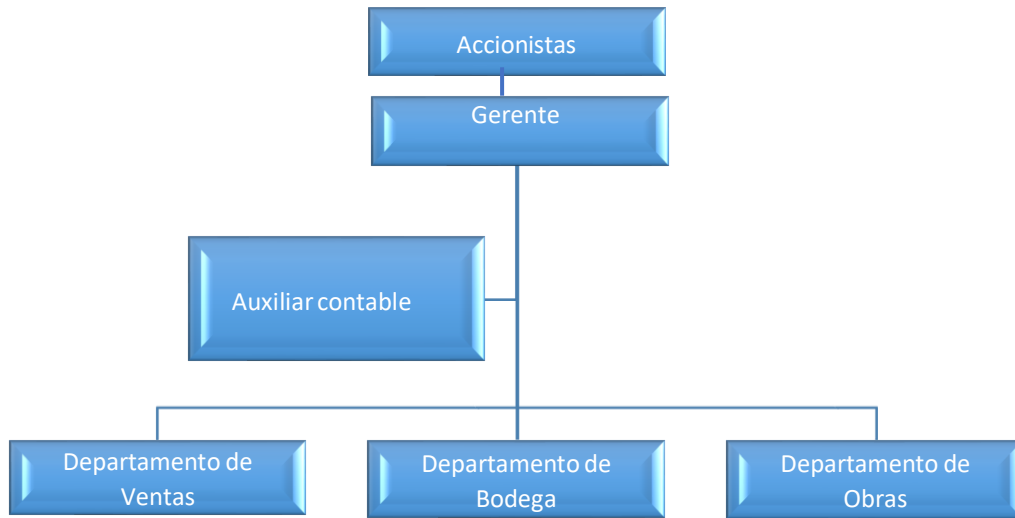 Accionistas
Gerente
Auxiliar contable
Departamento de
Ventas
Departamento de
Bodega
Departamento de
Obras